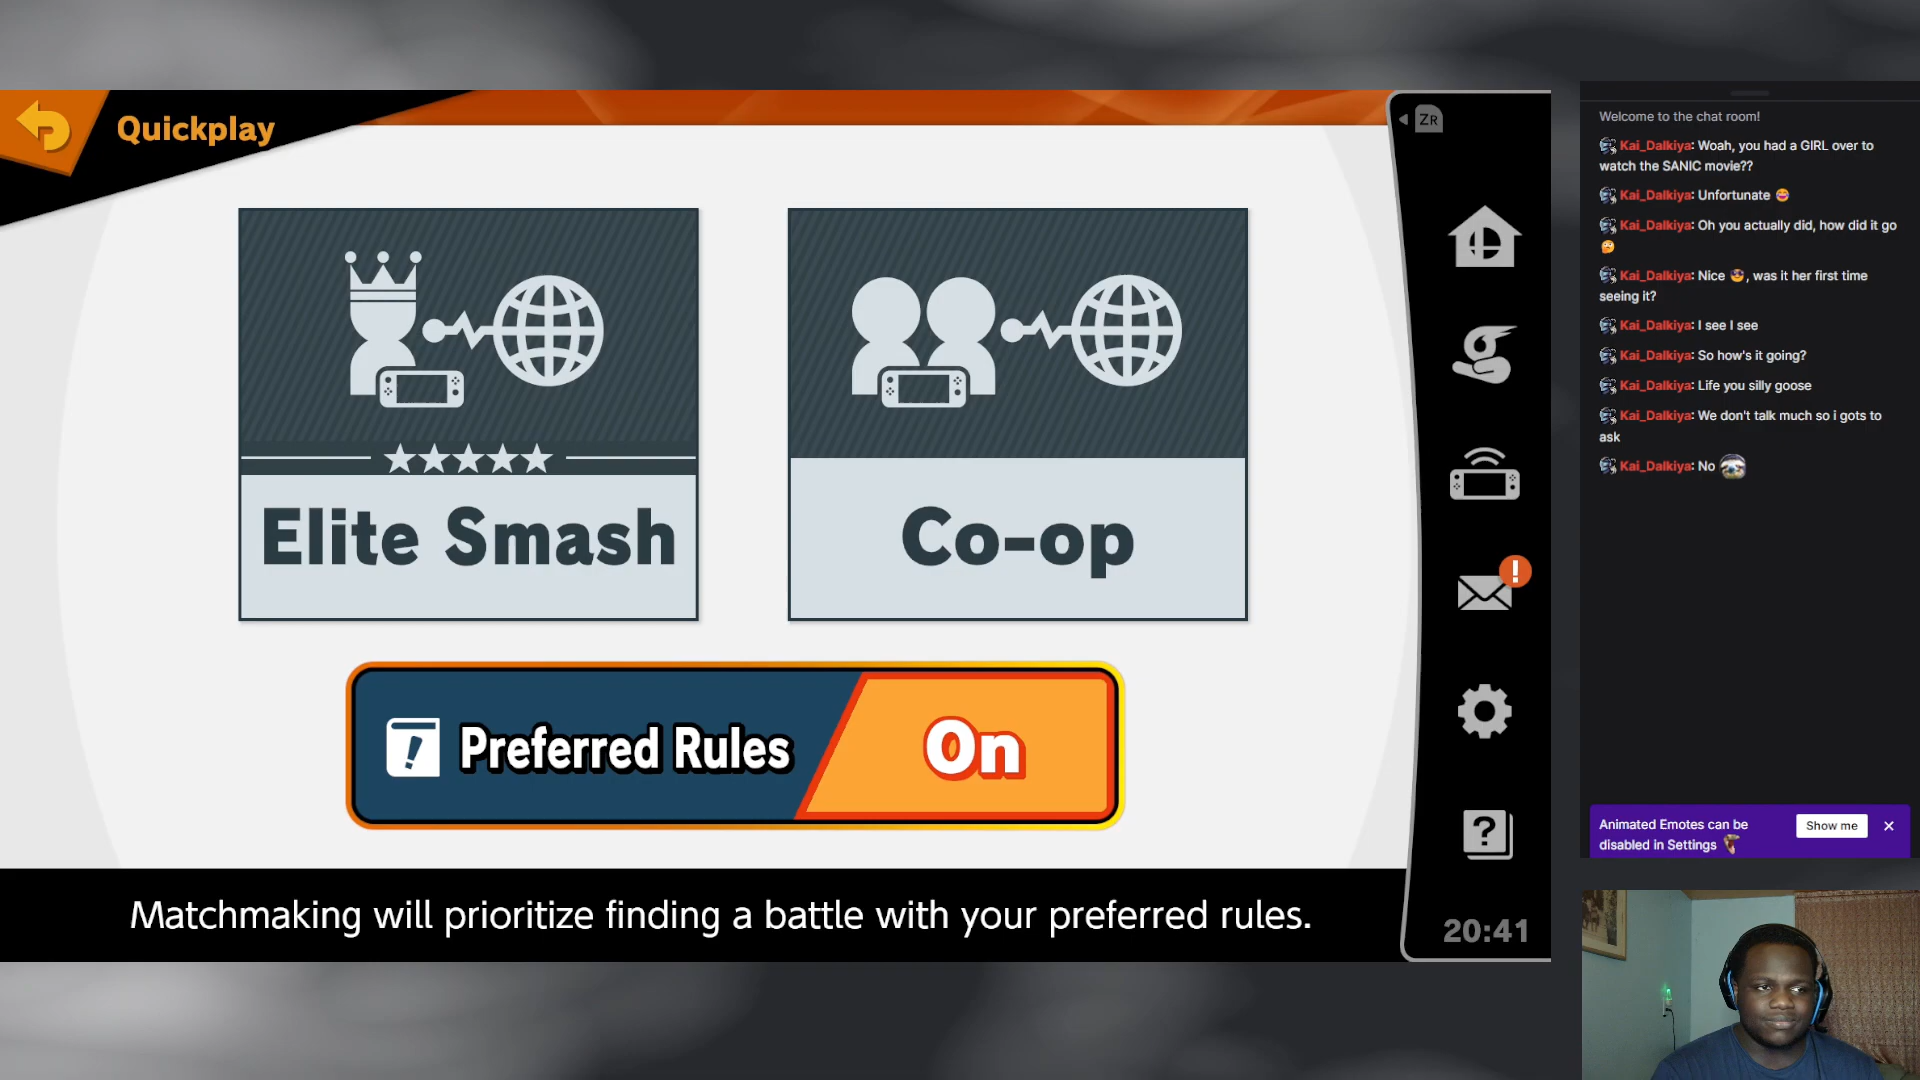 Quickplay
ZR
Elite Smash
Co-op
Preferred Rules
On
Matchmaking will prioritize finding a battle with your preferred rules.
20:41
Welcome to the chat room!
Kai_Dalkiya: Woah, you had a GIRL over to
watch the SANIC movie??
Kai_Dalkiya: Unfortunate
Kai_Dalkiya: Oh you actually did, how did it go
Kai_Dalkiya: Nice , was it her first time
seeing it?
Kai_Dalkiya: I see I see
Kai_Dalkiya: So how's it going?
Kai_Dalkiya: Life you silly goose
Kai_Dalkiya: We don't talk much so i gots to
ask
Kai_Dalkiya: No
Animated Emotes can be
disabled in Settings
Show me